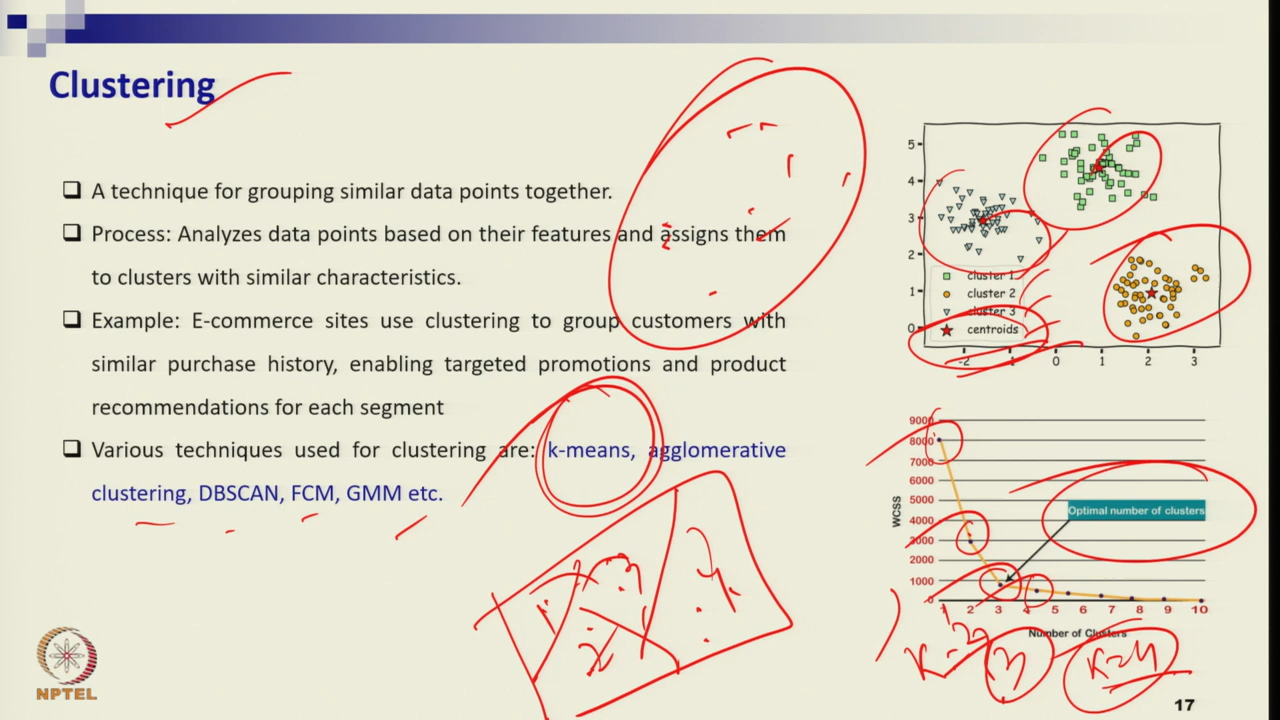 Clustering
❑ A technique for grouping similar data points together.
❑ Process: Analyzes data points based on their features and assigns them
to clusters with similar characteristics.
❑ Example: E-commerce sites use clustering to group customers with
similar purchase history, enabling targeted promotions and product
recommendations for each segment
❑ Various techniques used for clustering are: k-means, agglomerative
clustering, DBSCAN, FCM, GMM etc.
5
4
3
2
1
0
cluster 1
cluster 2
cluster 3
centroids
-2 -1 0 1 2 3
9000
8000
7000
6000
5000
4000
3000
2000
1000
0
WCSS
Optimal number of clusters
1 2 3 4 5 6 7 8 9 10
Number of Clusters
K=2 3 K=4
NPTEL
17